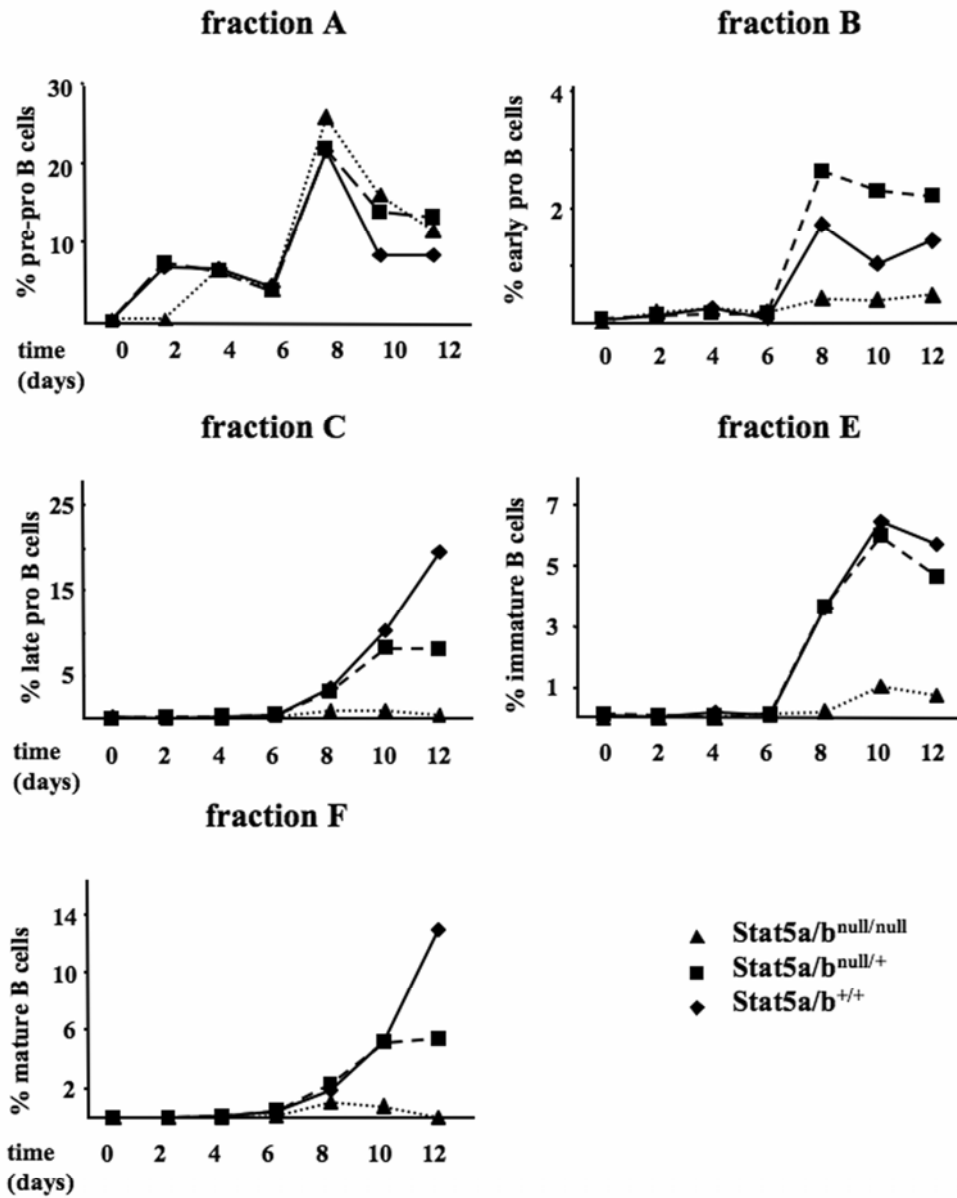 fraction A
% pre-pro B cells
30
20
10
time (days)
0 2 4 6 8 10 12
fraction B
% early pro B cells
4
2
0 2 4 6 8 10 12
fraction C
% late pro B cells
25
15
5
time (days)
0 2 4 6 8 10 12
fraction E
% immature B cells
7
5
3
1
0 2 4 6 8 10 12
fraction F
% mature B cells
14
10
6
2
time (days)
0 2 4 6 8 10 12
▲ Stat5a/b^null/null
■ Stat5a/b^null/+
◆ Stat5a/b^+/+